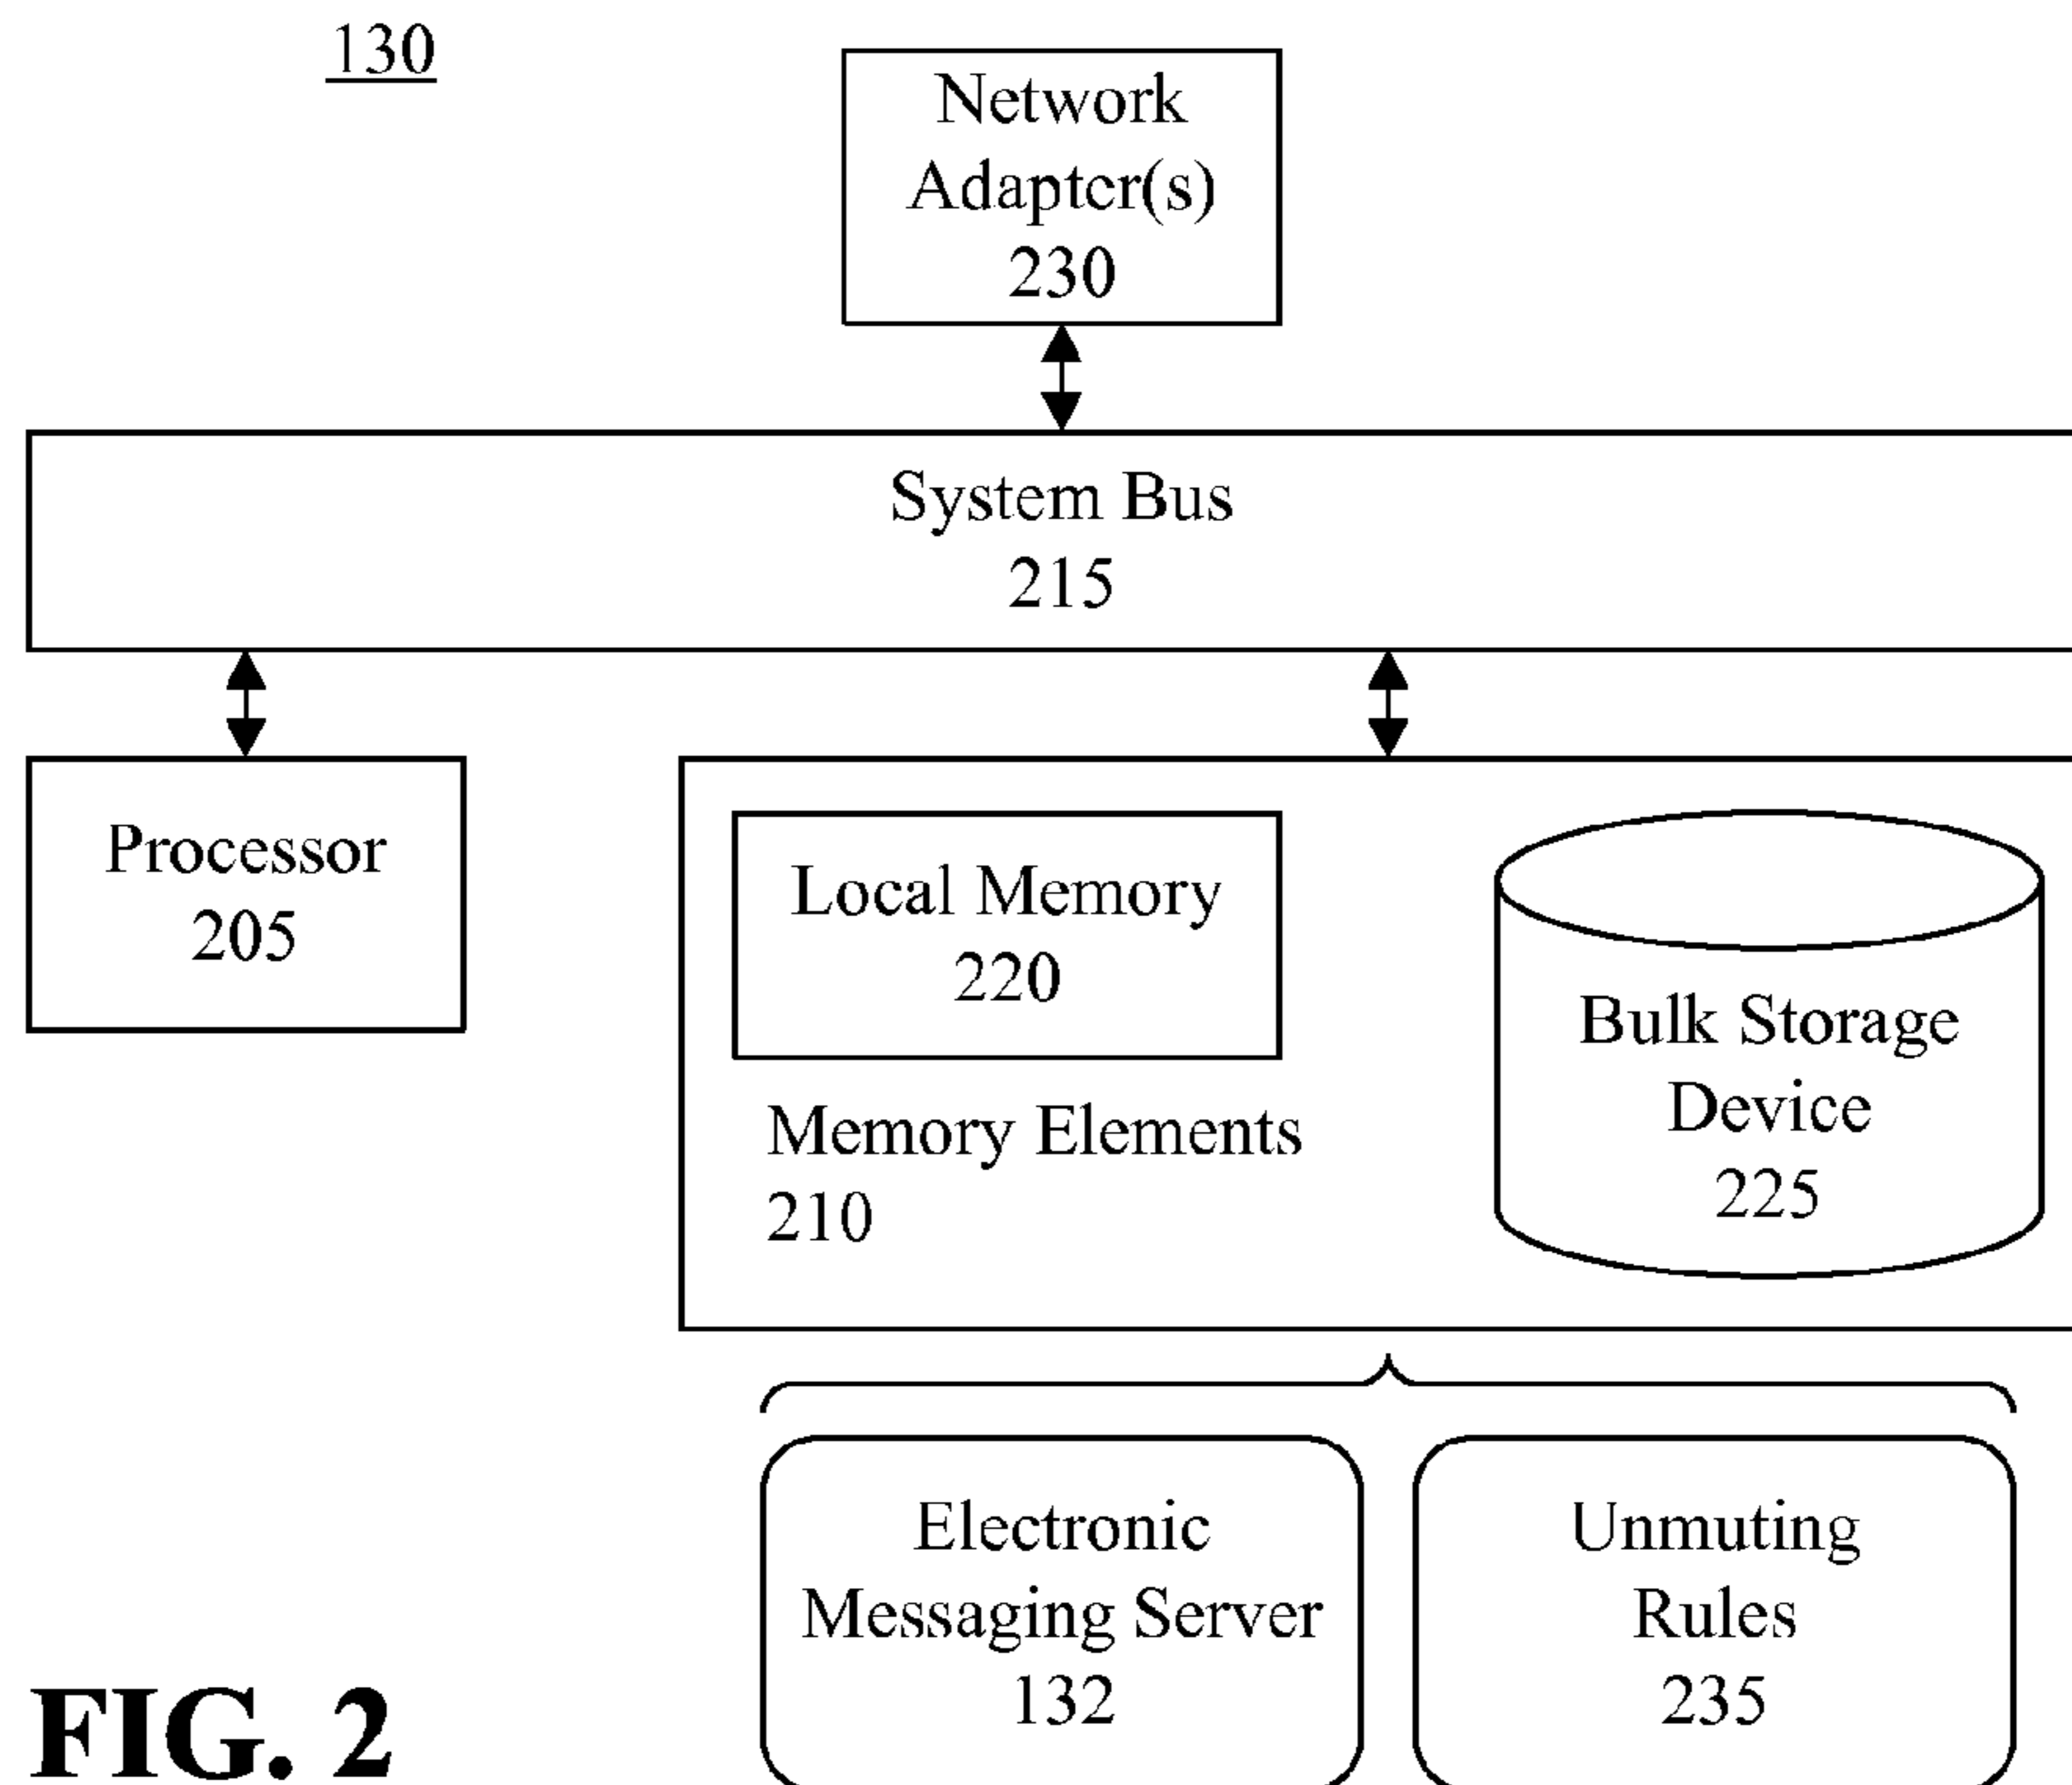 130
Network
Adapter(s)
230
System Bus
215
Processor
205
Local Memory
220
Memory Elements
210
Bulk Storage
Device
225
Electronic
Messaging Server
132
Unmuting
Rules
235
FIG. 2